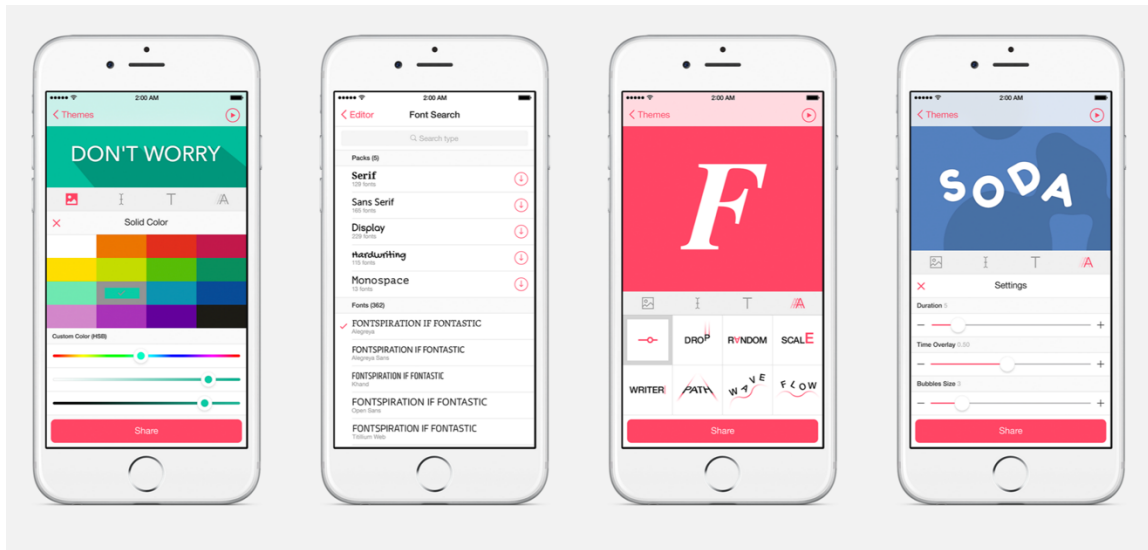 2:00 AM
Themes
DON'T WORRY
T
A
Solid Color
Custom Color (HSB)
Share
2:00 AM
Editor
Font Search
Search type
Packs (5)
Serif
129 fonts
Sans Serif
165 fonts
Display
229 fonts
Handwriting
115 fonts
Monospace
13 fonts
Fonts (362)
FONTSPIRATION IF FONTASTIC
Alegreya
FONTSPIRATION IF FONTASTIC
Alegreya Sans
FONTSPIRATION IF FONTASTIC
Khand
FONTSPIRATION IF FONTASTIC
Open Sans
FONTSPIRATION IF FONTASTIC
Titillium Web
2:00 AM
Themes
F
T
A
DROP
RANDOM
SCALE
WRITER
PATH
WAVE
FLOW
Share
2:00 AM
Themes
SODA
T
A
Settings
Duration 5
Time Overlay 0.50
Bubbles Size 3
Share